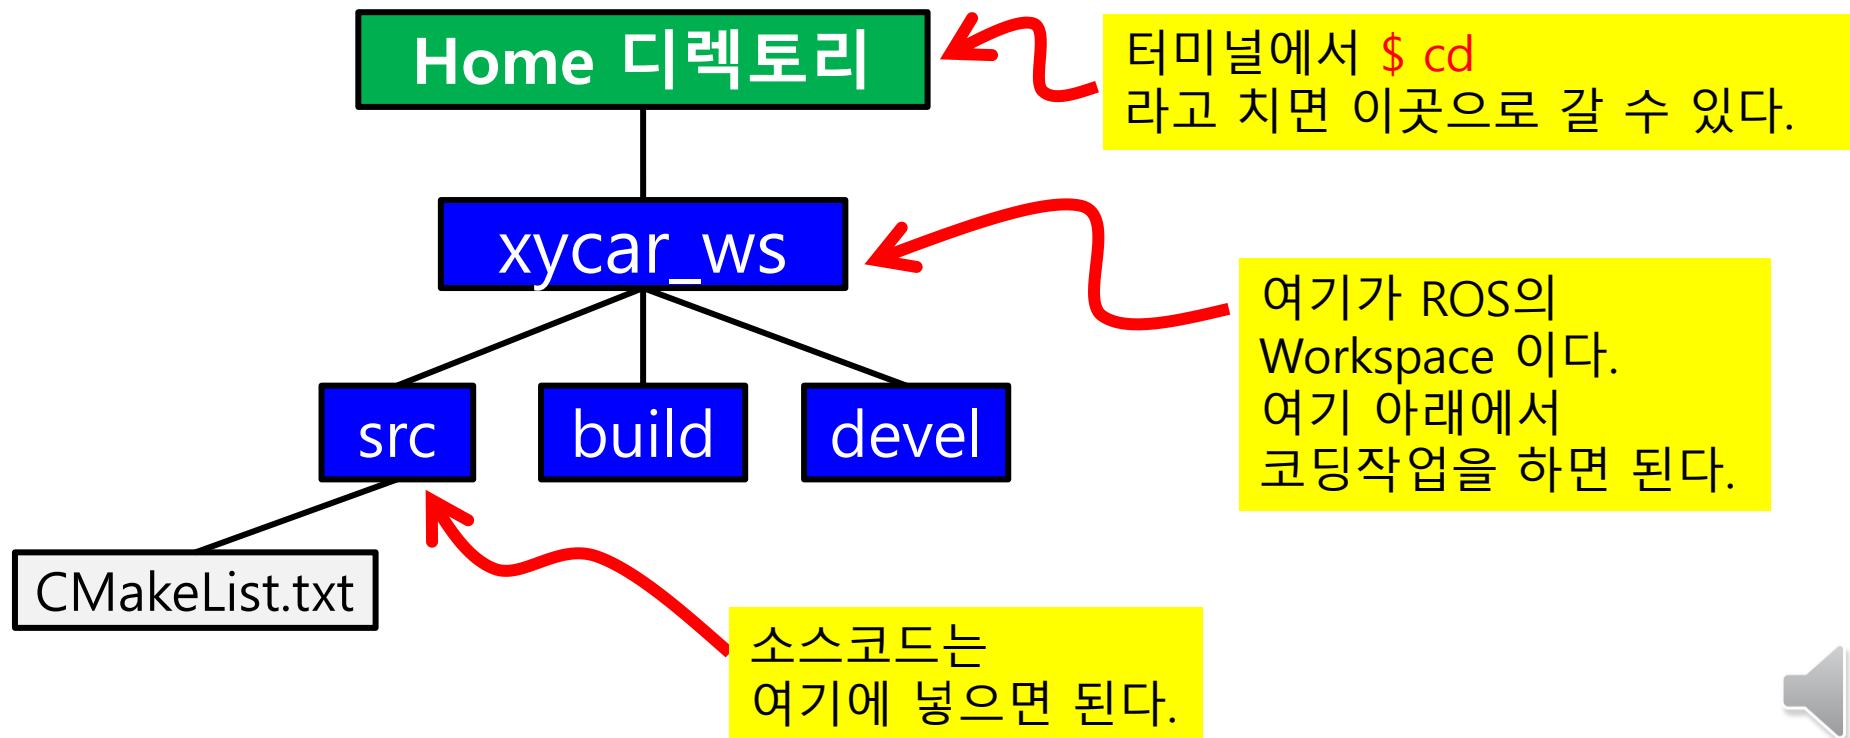 Home 디렉토리
터미널에서 $ cd
라고 치면 이곳으로 갈 수 있다.
xycar_ws
여기가 ROS의
Workspace 이다.
여기 아래에서
코딩작업을 하면 된다.
src
build
devel
CMakeList.txt
소스코드는
여기에 넣으면 된다.